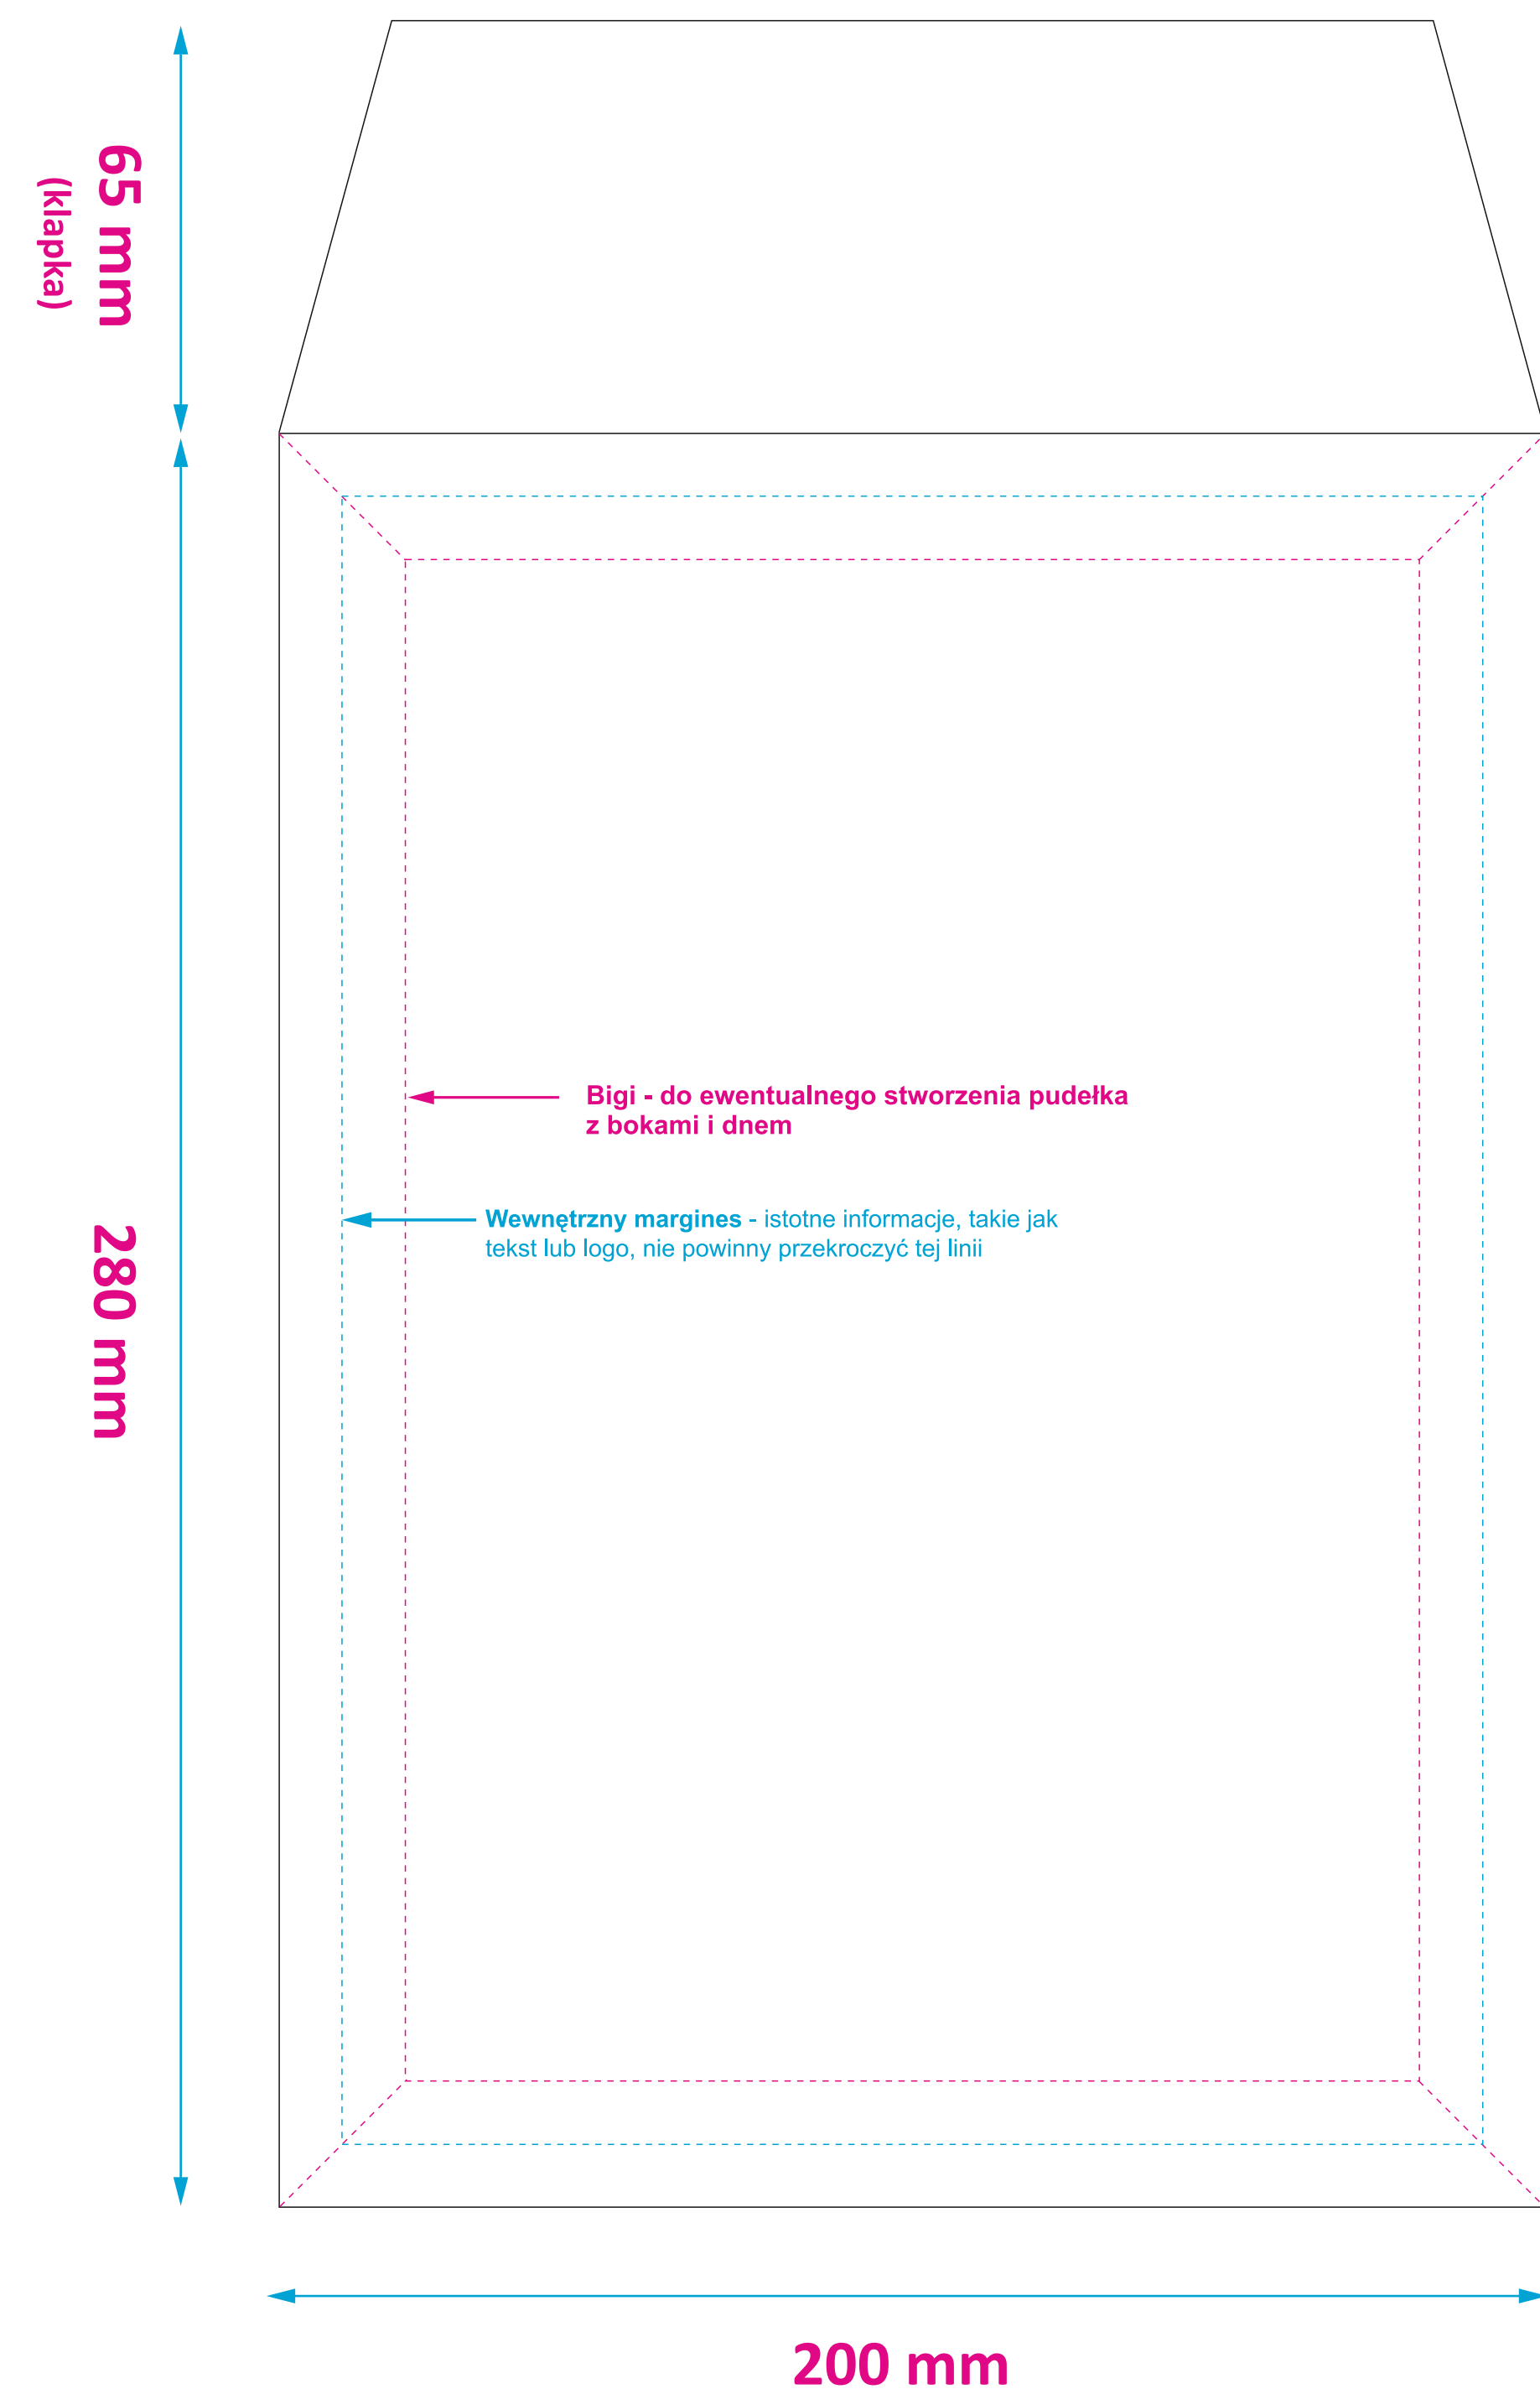 65 mm
(klapka)
Bigi - do ewentualnego stworzenia pudełka
z bokami i dnem
Wewnętrzny margines - istotne informacje, takie jak
tekst lub logo, nie powinny przekroczyć tej linii
280 mm
200 mm